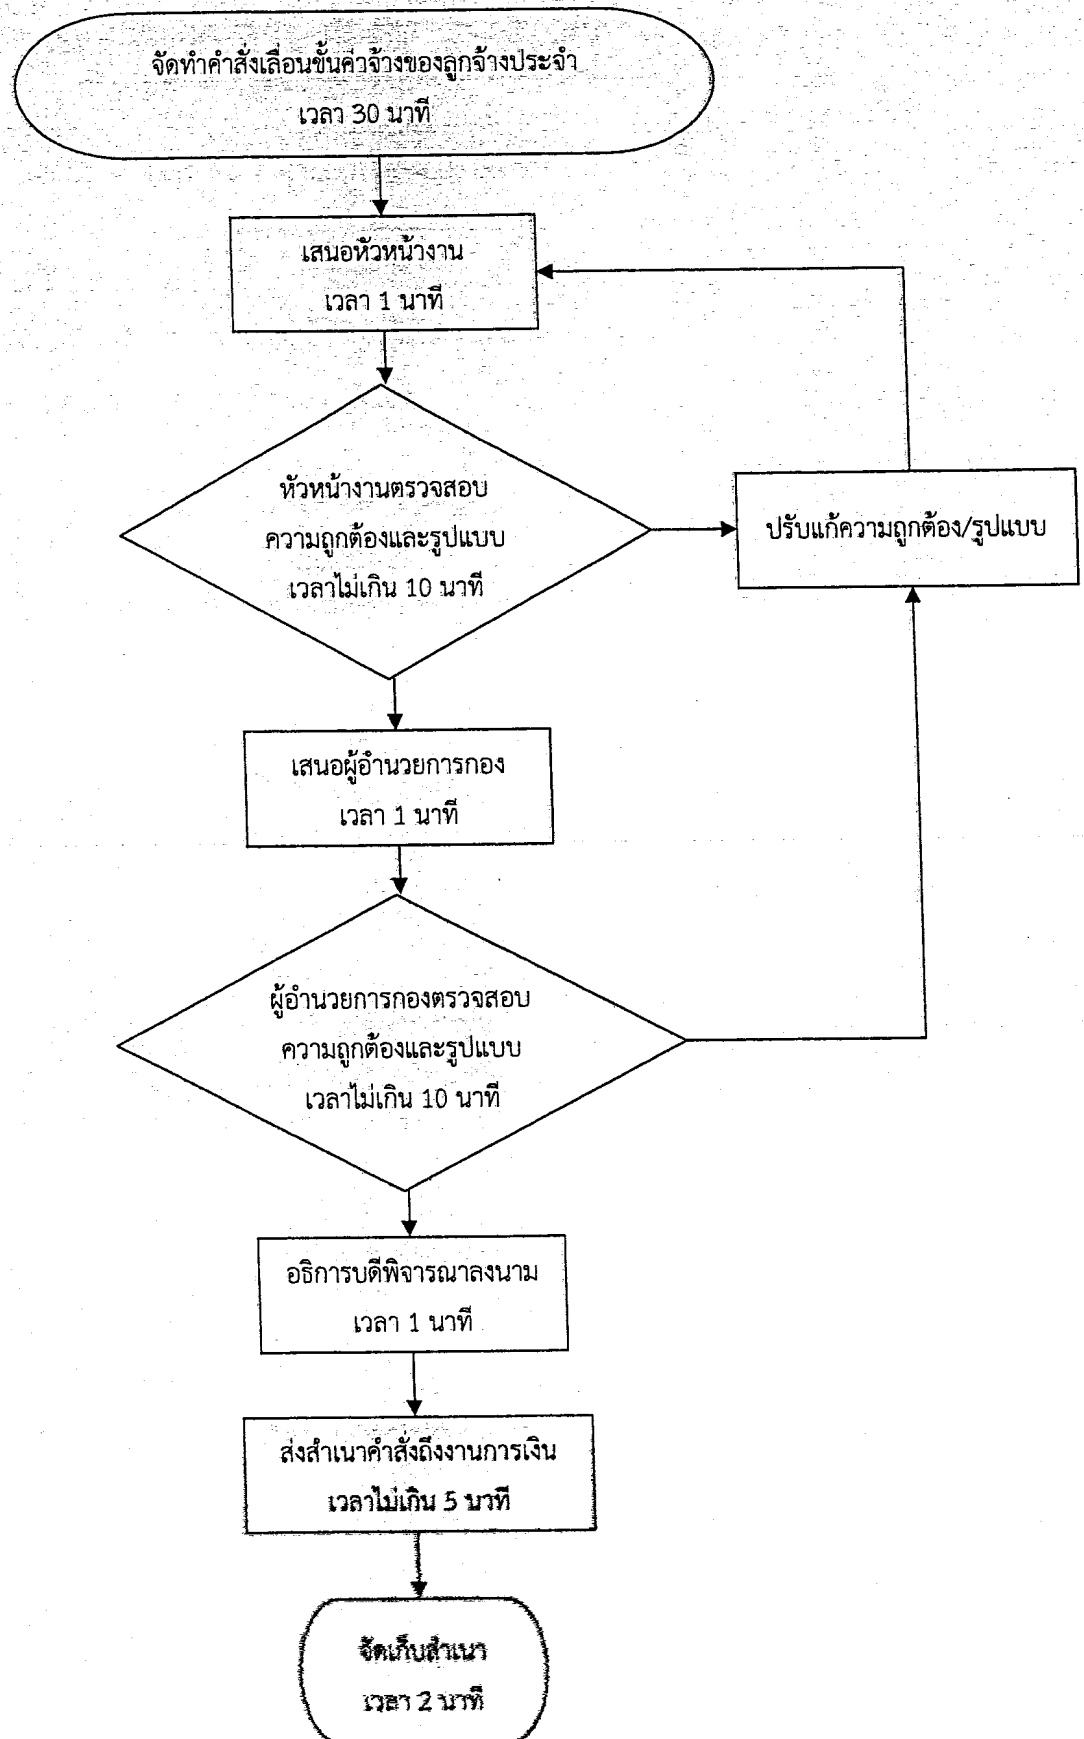 จัดทำคำสั่งเลื่อนขั้นค่าจ้างของลูกจ้างประจำ
เวลา 30 นาที
เสนอหัวหน้างาน
เวลา 1 นาที
หัวหน้างานตรวจสอบ
ความถูกต้องและรูปแบบ
เวลาไม่เกิน 10 นาที
ปรับแก้ความถูกต้อง/รูปแบบ
เสนอผู้อำนวยการกอง
เวลา 1 นาที
ผู้อำนวยการกองตรวจสอบ
ความถูกต้องและรูปแบบ
เวลาไม่เกิน 10 นาที
อธิการบดีพิจารณาลงนาม
เวลา 1 นาที
ส่งสำเนาคำสั่งถึงงานการเงิน
เวลาไม่เกิน 5 นาที
จัดเก็บสำเนา
เวลา 2 นาที